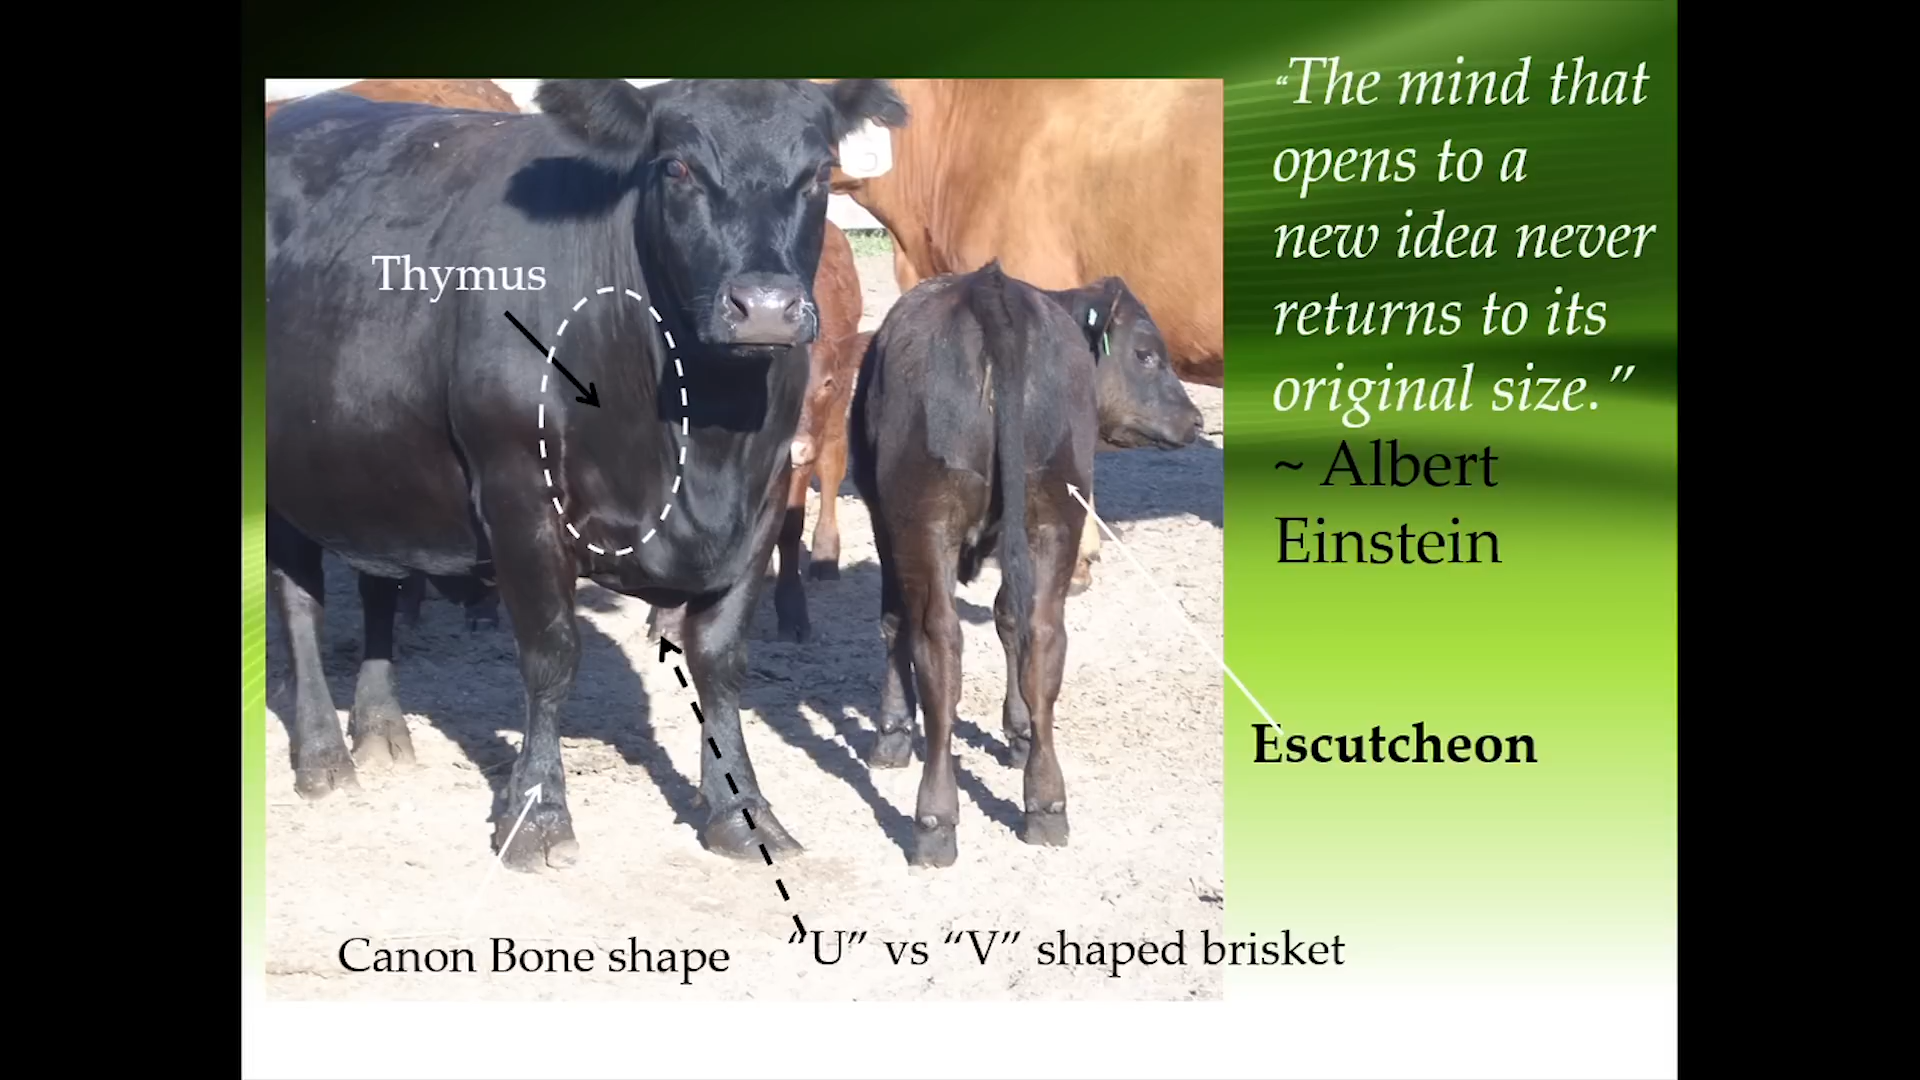 “The mind that
opens to a
new idea never
returns to its
original size.”
~ Albert
Einstein
Thymus
Escutcheon
Canon Bone shape
“U” vs “V” shaped brisket